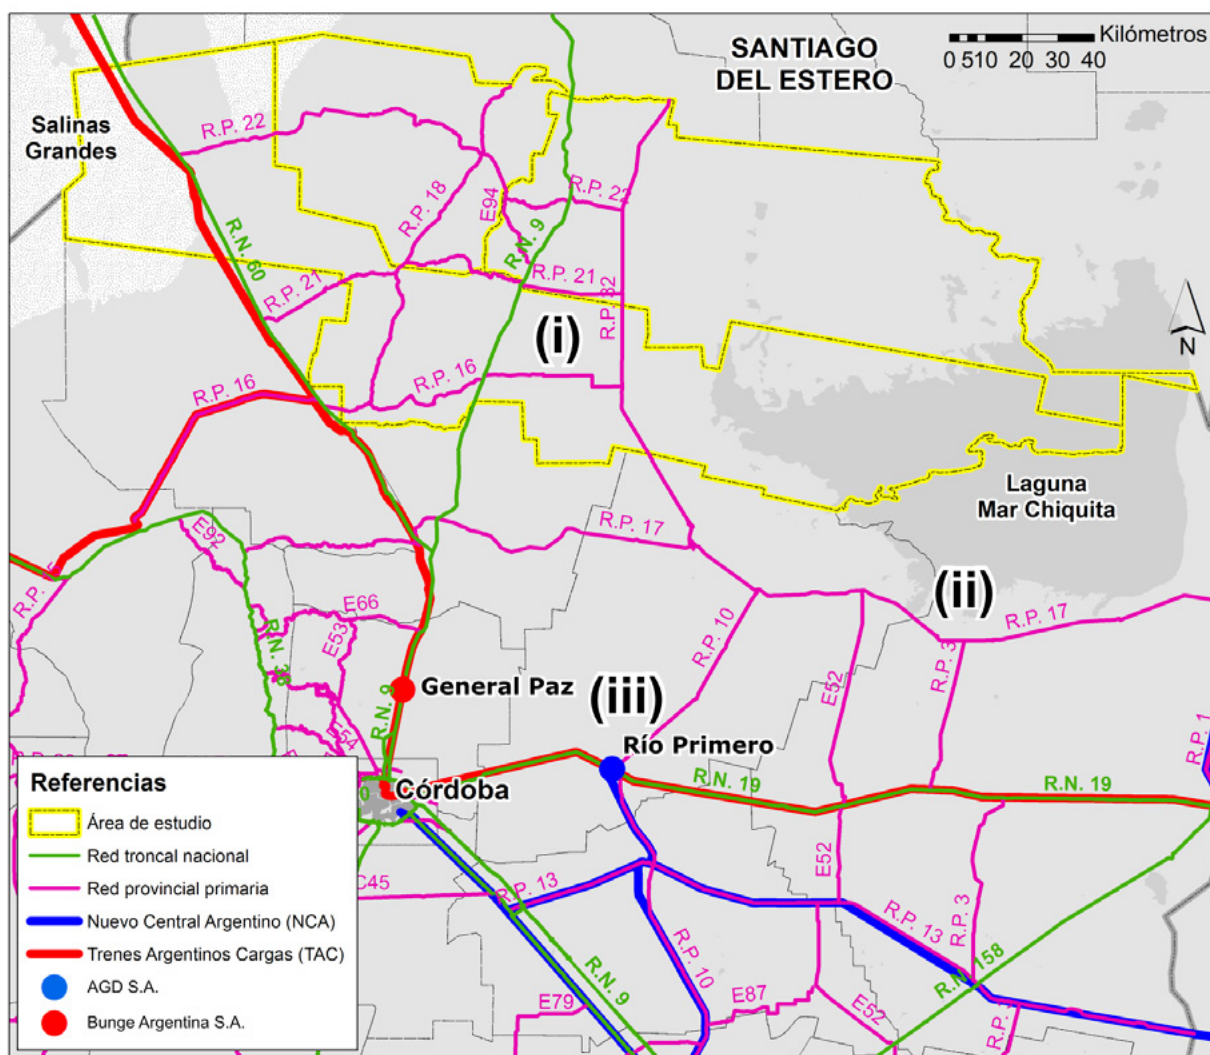 SANTIAGO
DEL ESTERO
Kilómetros
0 510 20 30 40
Salinas
Grandes
R.P. 22
R.P. 18
E94
R.P. 22
R.N. 9
R.N. 60
R.P. 21
R.P. 21
R.P. 32
N
(i)
R.P. 16
R.P. 16
Laguna
Mar Chiquita
E92
R.P. 17
(ii)
R.P. 17
E66
E53
R.N. 38
R.P. 10
E52
R.P. 3
General Paz
(iii)
R.N. 9
E54
Río Primero
R.P. 1
Córdoba
R.N. 19
R.N. 19
E52
C45
R.P. 13
R.P. 13
R.P. 3
R.N. 158
R.P. 10
R.N. 9
E79
E87
E52
Referencias
Área de estudio
Red troncal nacional
Red provincial primaria
Nuevo Central Argentino (NCA)
Trenes Argentinos Cargas (TAC)
AGD S.A.
Bunge Argentina S.A.